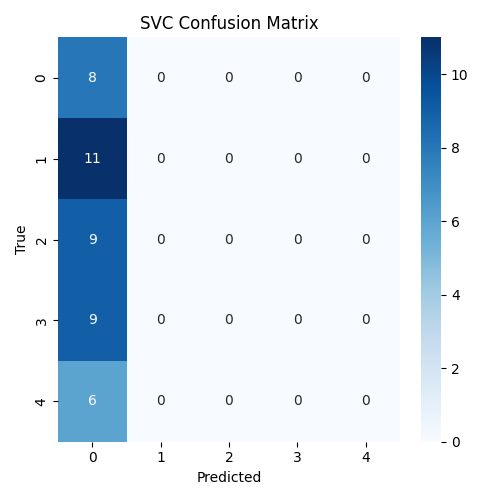 SVC Confusion Matrix
0 8 0 0 0 0
1 11 0 0 0 0
2 9 0 0 0 0
3 9 0 0 0 0
4 6 0 0 0 0
True
0 1 2 3 4
Predicted
10
8
6
4
2
0